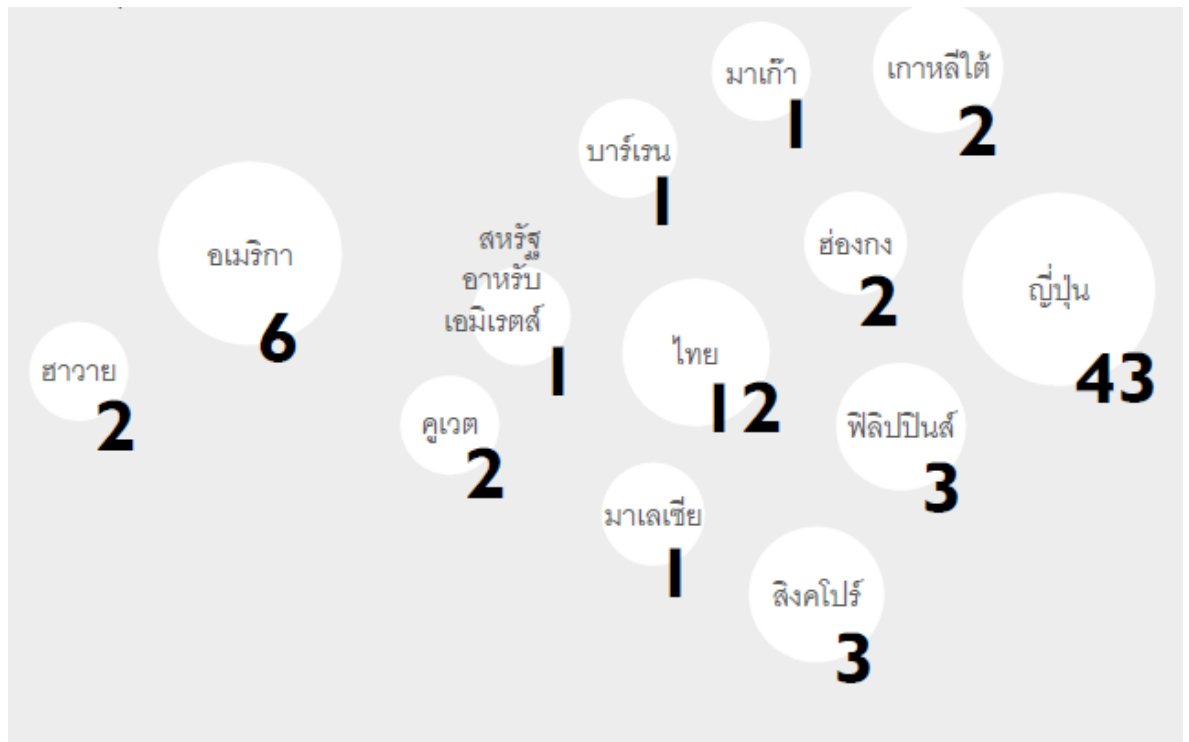 มาเก๊า
1
เกาหลีใต้
2
บาร์เรน
1
อเมริกา
6
สหรัฐ
อาหรับ
เอมิเรตส์
1
ฮ่องกง
2
ญี่ปุ่น
43
ฮาวาย
2
ไทย
12
คูเวต
2
ฟิลิปปินส์
3
มาเลเซีย
1
สิงคโปร์
3